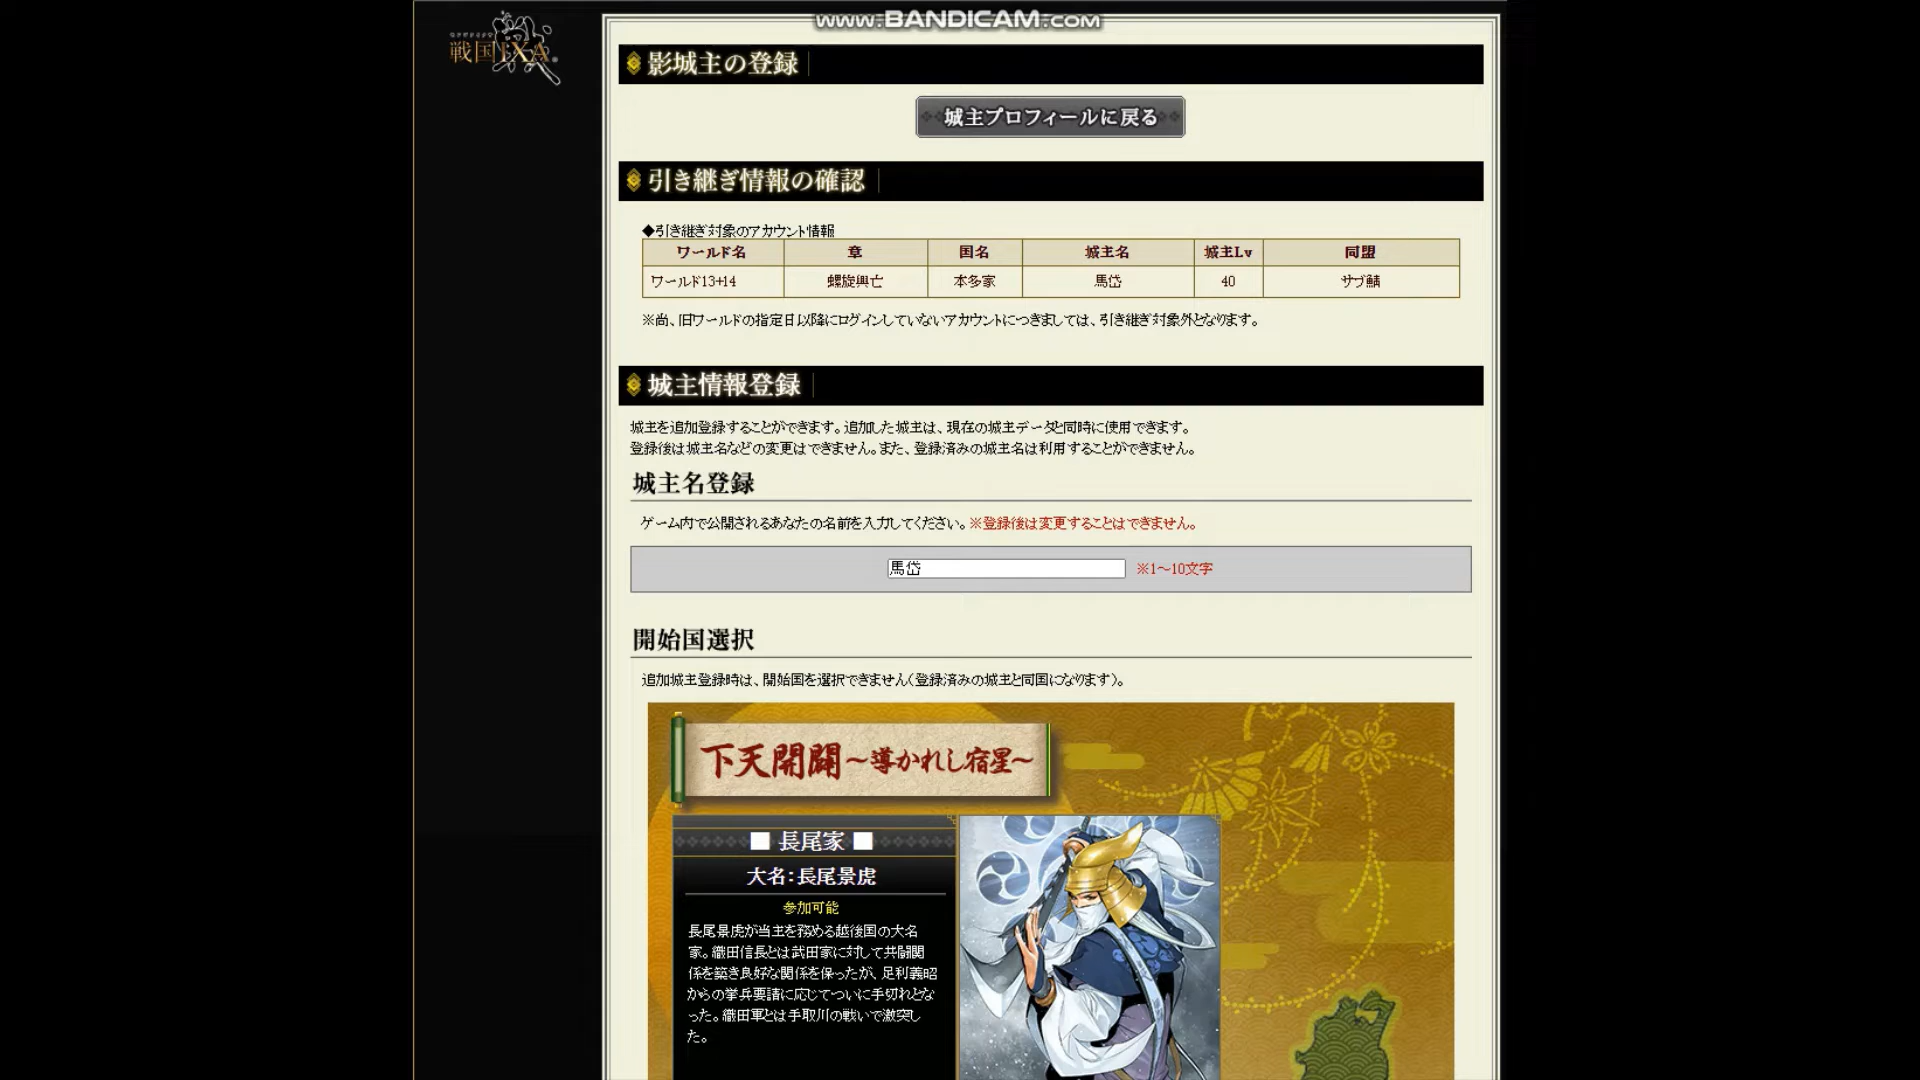 www.BANDICAM.com
戦国IXA
影城主の登録
城主プロフィールに戻る
引き継ぎ情報の確認
◆引き継ぎ対象のアカウント情報
ワールド名 章 国名 城主名 城主Lv 同盟
ワールド13+14 螺旋興亡 本多家 馬岱 40 サブ鯖
※尚、旧ワールドの指定日以降にログインしていないアカウントにつきましては、引き継ぎ対象外となります。
城主情報登録
城主を追加登録することができます。追加した城主は、現在の城主データと同時に使用できます。
登録後は城主名などの変更はできません。また、登録済みの城主名は利用することができません。
城主名登録
ゲーム内で公開されるあなたの名前を入力してください。※登録後は変更することはできません。
馬岱 ※1～10文字
開始国選択
追加城主登録時は、開始国を選択できません(登録済みの城主と同国になります)。
下天開闢～導かれし宿星～
■ 長尾家 ■
大名：長尾景虎
参加可能
長尾景虎が当主を務める越後国の大名
家。織田信長とは武田家に対して共闘関
係を築き良好な関係を保ったが、足利義昭
からの挙兵要請に応じてついに手切れとな
った。織田軍とは手取川の戦いで激突し
た。